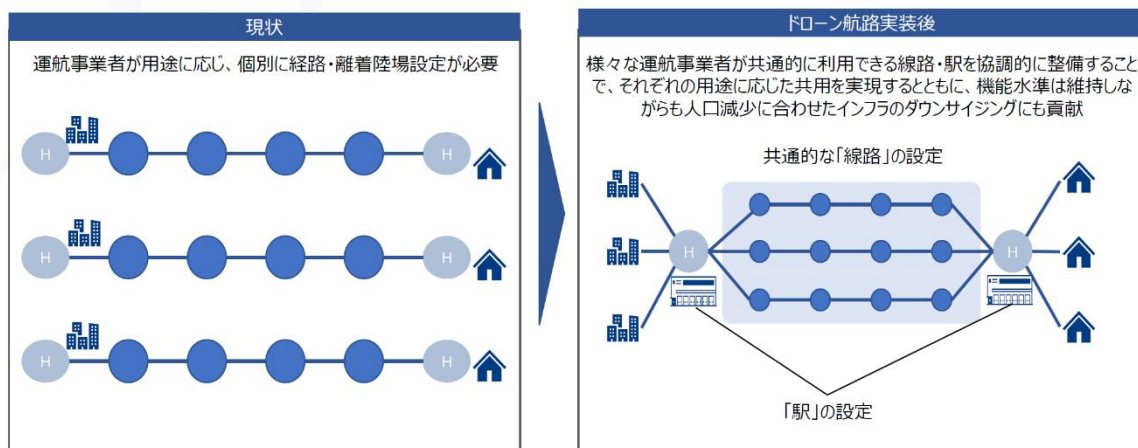 現状
運航事業者が用途に応じ、個別に経路・離着陸場設定が必要
H
H
H
H
H
H
ドローン航路実装後
様々な運航事業者が共通的に利用できる線路・駅を協調的に整備すること
で、それぞれの用途に応じた共用を実現するとともに、機能水準は維持しな
がらも人口減少に合わせたインフラのダウンサイジングにも貢献
共通的な「線路」の設定
H
H
「駅」の設定